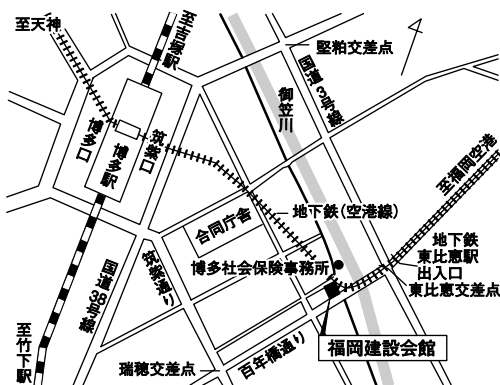 至天神
至吉塚駅
堅粕交差点
国道3号線
御笠川
博多口
博多駅
筑紫口
至福岡空港
地下鉄(空港線)
合同庁舎
地下鉄
東比恵駅
出入口
東比恵交差点
博多社会保険事務所
筑紫通り
国道38号線
至竹下駅
瑞穂交差点
百年橋通り
福岡建設会館